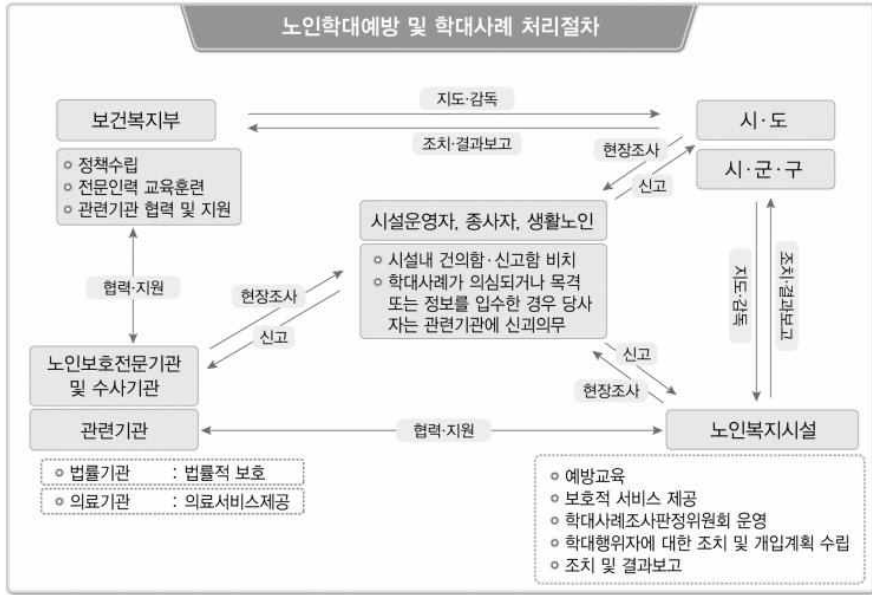 노인학대예방 및 학대사례 처리절차
보건복지부
정책수립
전문인력 교육훈련
관련기관 협력 및 지원
지도·감독
조치·결과보고
시·도
시·군·구
현장조사
신고
시설운영자, 종사자, 생활노인
시설내 건의함·신고함 비치
학대사례가 의심되거나 목격
또는 정보를 입수한 경우 당사
자는 관련기관에 신고의무
협력·지원
현장조사
신고
지도·감독
조치·결과보고
신고
현장조사
노인보호전문기관
및 수사기관
관련기관
협력·지원
노인복지시설
법률기관 : 법률적 보호
의료기관 : 의료서비스제공
예방교육
보호적 서비스 제공
학대사례조사판정위원회 운영
학대행위자에 대한 조치 및 개입계획 수립
조치 및 결과보고